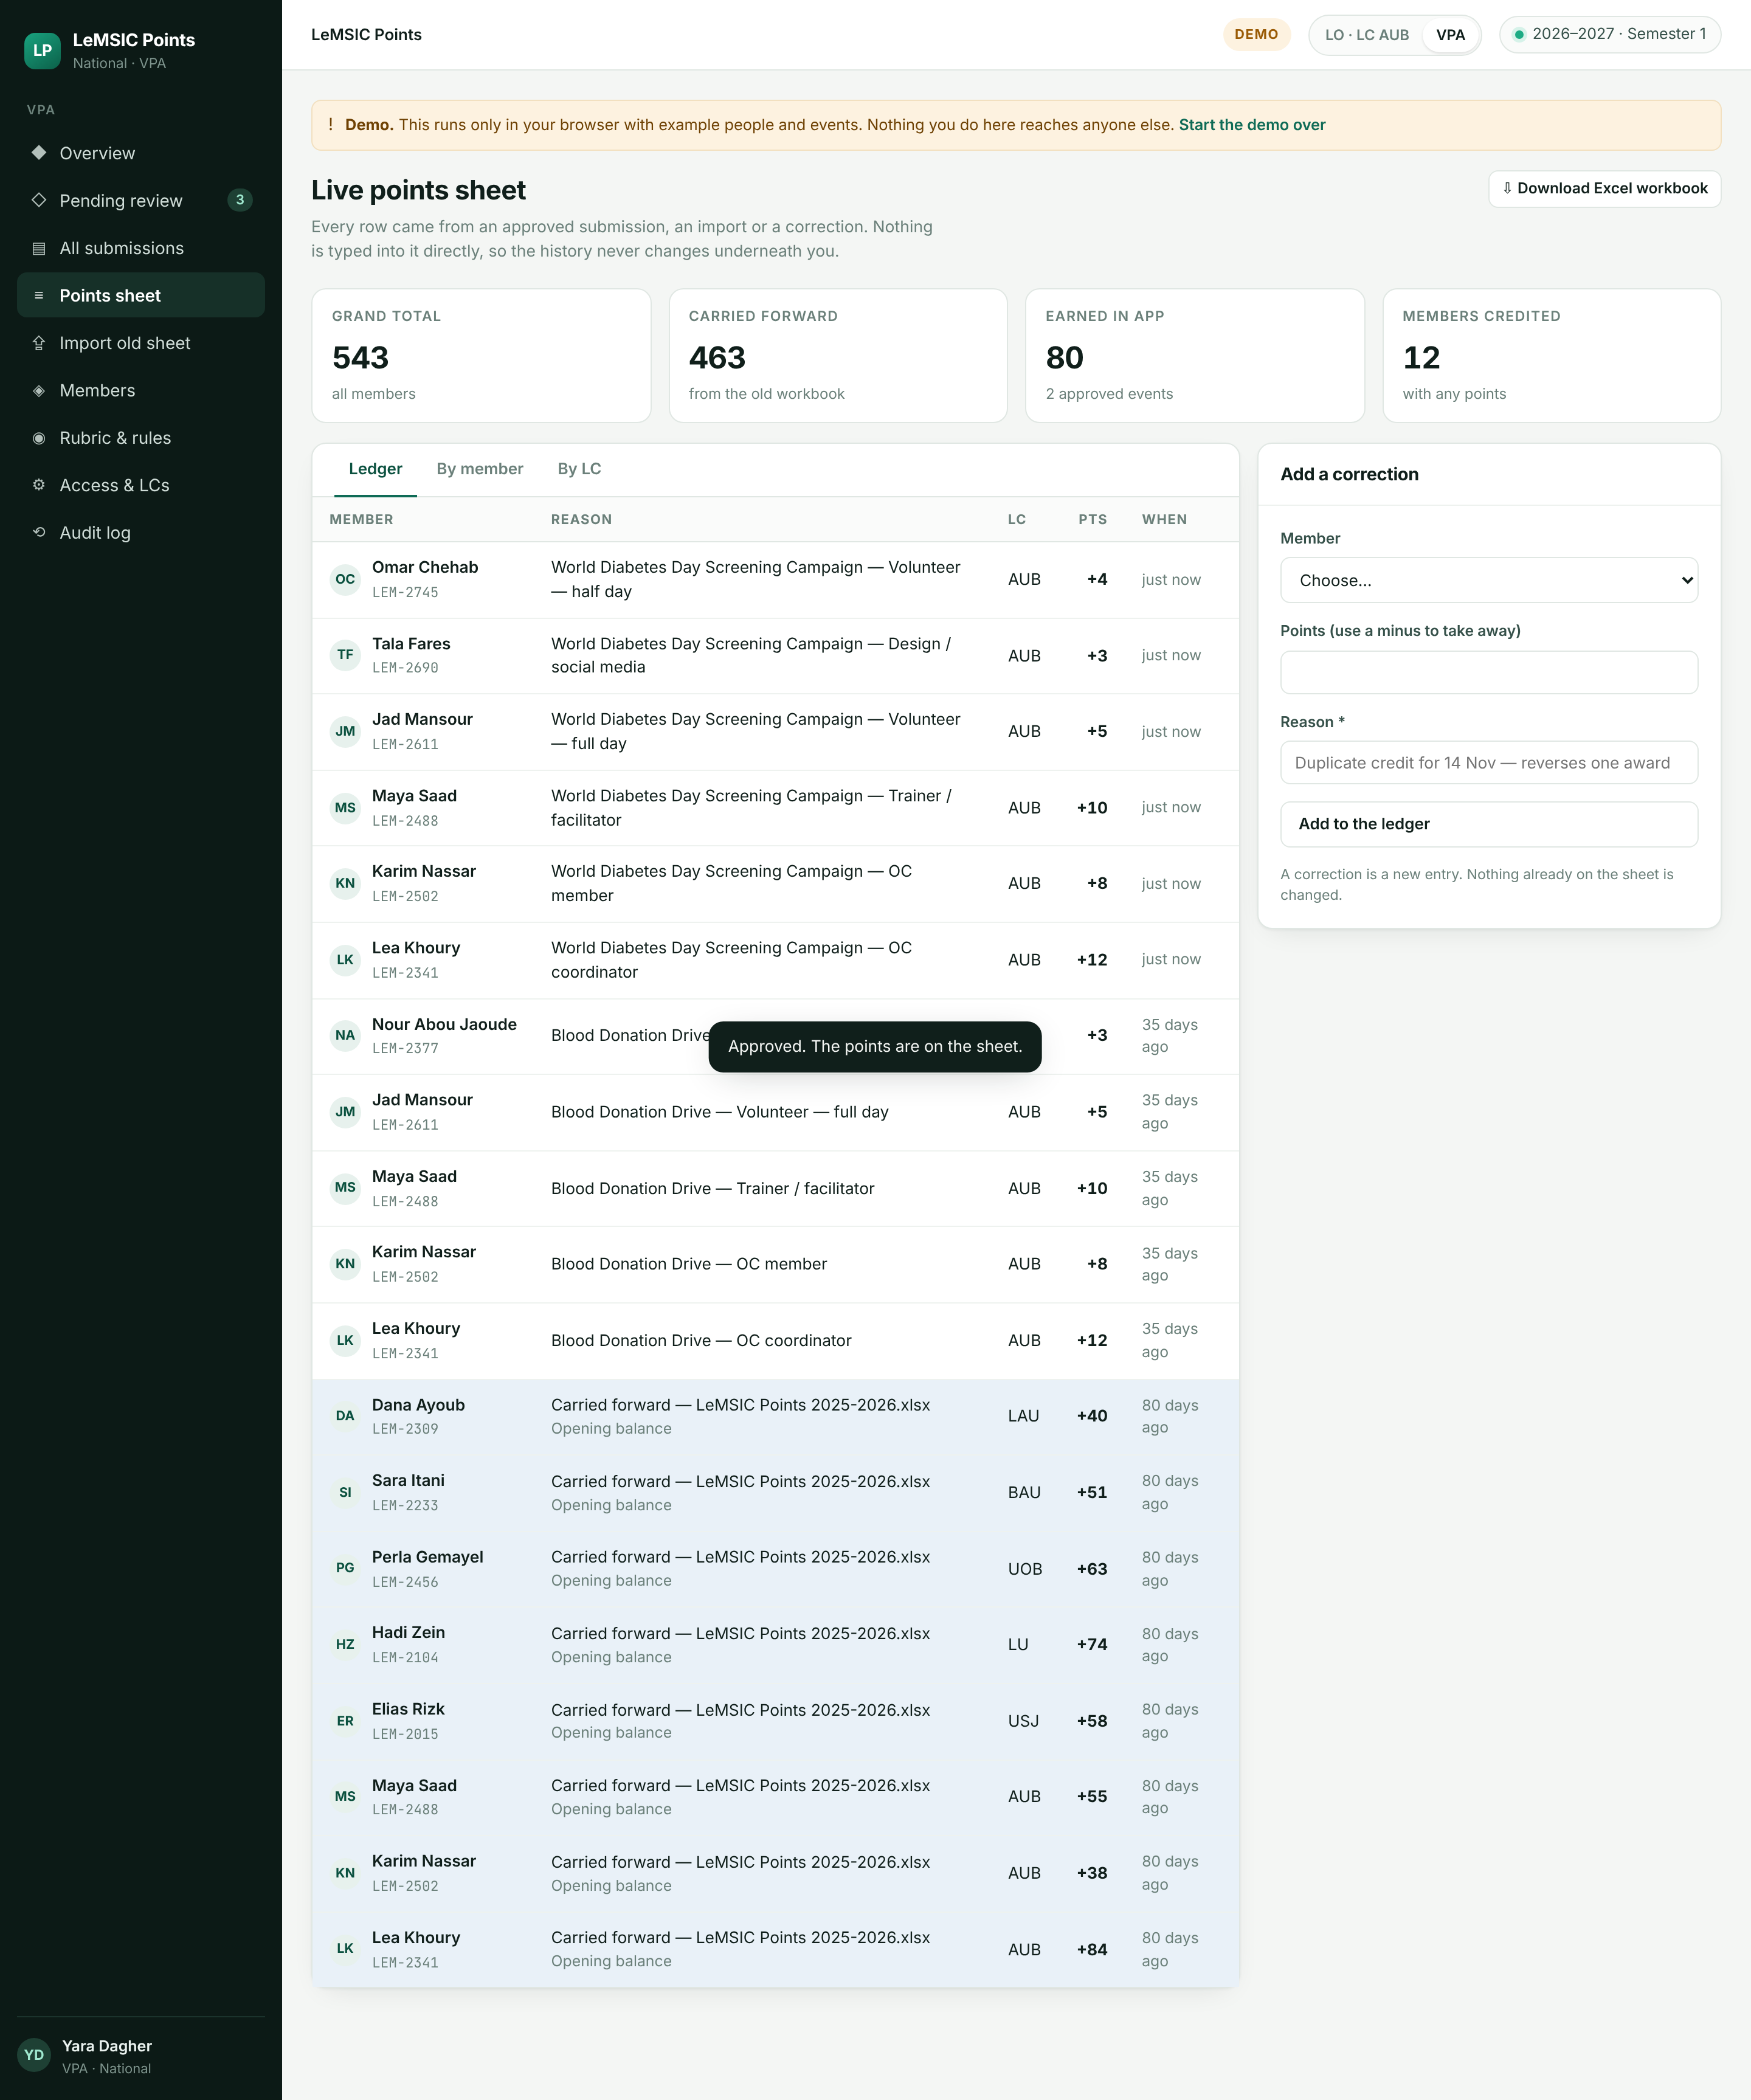 LP
LeMSIC Points
National · VPA
VPA
Overview
Pending review 3
All submissions
Points sheet
Import old sheet
Members
Rubric & rules
Access & LCs
Audit log
YD
Yara Dagher
VPA · National
LeMSIC Points
DEMO
LO · LC AUB VPA
2026–2027 · Semester 1
! Demo. This runs only in your browser with example people and events. Nothing you do here reaches anyone else. Start the demo over
Live points sheet
⇩ Download Excel workbook
Every row came from an approved submission, an import or a correction. Nothing
is typed into it directly, so the history never changes underneath you.
GRAND TOTAL
543
all members
CARRIED FORWARD
463
from the old workbook
EARNED IN APP
80
2 approved events
MEMBERS CREDITED
12
with any points
Ledger By member By LC
MEMBER REASON LC PTS WHEN
OC Omar Chehab
LEM-2745
World Diabetes Day Screening Campaign — Volunteer
— half day
AUB +4 just now
TF Tala Fares
LEM-2690
World Diabetes Day Screening Campaign — Design /
social media
AUB +3 just now
JM Jad Mansour
LEM-2611
World Diabetes Day Screening Campaign — Volunteer
— full day
AUB +5 just now
MS Maya Saad
LEM-2488
World Diabetes Day Screening Campaign — Trainer /
facilitator
AUB +10 just now
KN Karim Nassar
LEM-2502
World Diabetes Day Screening Campaign — OC
member
AUB +8 just now
LK Lea Khoury
LEM-2341
World Diabetes Day Screening Campaign — OC
coordinator
AUB +12 just now
NA Nour Abou Jaoude
LEM-2377
Blood Donation Drive
+3 35 days
ago
Approved. The points are on the sheet.
JM Jad Mansour
LEM-2611
Blood Donation Drive — Volunteer — full day
AUB +5 35 days
ago
MS Maya Saad
LEM-2488
Blood Donation Drive — Trainer / facilitator
AUB +10 35 days
ago
KN Karim Nassar
LEM-2502
Blood Donation Drive — OC member
AUB +8 35 days
ago
LK Lea Khoury
LEM-2341
Blood Donation Drive — OC coordinator
AUB +12 35 days
ago
DA Dana Ayoub
LEM-2309
Carried forward — LeMSIC Points 2025-2026.xlsx
Opening balance
LAU +40 80 days
ago
SI Sara Itani
LEM-2233
Carried forward — LeMSIC Points 2025-2026.xlsx
Opening balance
BAU +51 80 days
ago
PG Perla Gemayel
LEM-2456
Carried forward — LeMSIC Points 2025-2026.xlsx
Opening balance
UOB +63 80 days
ago
HZ Hadi Zein
LEM-2104
Carried forward — LeMSIC Points 2025-2026.xlsx
Opening balance
LU +74 80 days
ago
ER Elias Rizk
LEM-2015
Carried forward — LeMSIC Points 2025-2026.xlsx
Opening balance
USJ +58 80 days
ago
MS Maya Saad
LEM-2488
Carried forward — LeMSIC Points 2025-2026.xlsx
Opening balance
AUB +55 80 days
ago
KN Karim Nassar
LEM-2502
Carried forward — LeMSIC Points 2025-2026.xlsx
Opening balance
AUB +38 80 days
ago
LK Lea Khoury
LEM-2341
Carried forward — LeMSIC Points 2025-2026.xlsx
Opening balance
AUB +84 80 days
ago
Add a correction
Member
Choose...
Points (use a minus to take away)
Reason *
Duplicate credit for 14 Nov — reverses one award
Add to the ledger
A correction is a new entry. Nothing already on the sheet is
changed.